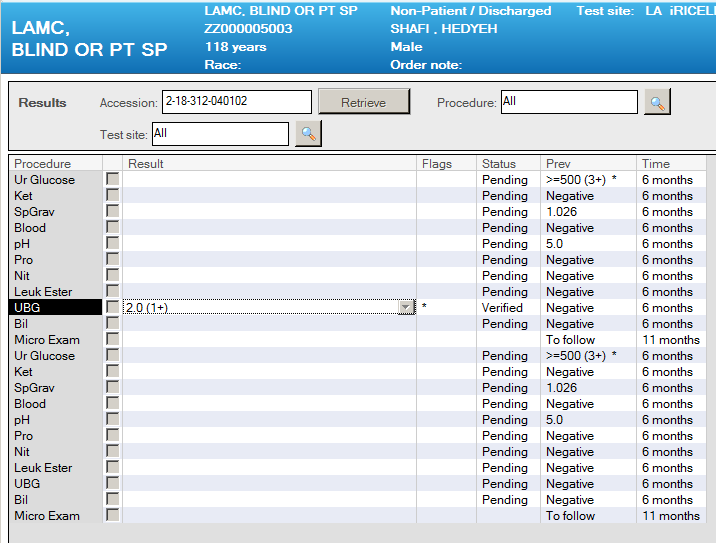 LAMC, BLIND OR PT SP Non-Patient / Discharged Test site: LA iRICELL
LAMC, ZZ000005003 SHAFI , HEDYEH
BLIND OR PT SP 118 years Male
Race: Order note:
Results Accession: 2-18-312-040102 Retrieve Procedure: All
Test site: All
Procedure Result Flags Status Prev Time
Ur Glucose Pending >=500 (3+) * 6 months
Ket Pending Negative 6 months
SpGrav Pending 1.026 6 months
Blood Pending Negative 6 months
pH Pending 5.0 6 months
Pro Pending Negative 6 months
Nit Pending Negative 6 months
Leuk Ester Pending Negative 6 months
UBG 2.0 (1+) * Verified Negative 6 months
Bil Pending Negative 6 months
Micro Exam To follow 11 months
Ur Glucose Pending >=500 (3+) * 6 months
Ket Pending Negative 6 months
SpGrav Pending 1.026 6 months
Blood Pending Negative 6 months
pH Pending 5.0 6 months
Pro Pending Negative 6 months
Nit Pending Negative 6 months
Leuk Ester Pending Negative 6 months
UBG Pending Negative 6 months
Bil Pending Negative 6 months
Micro Exam To follow 11 months